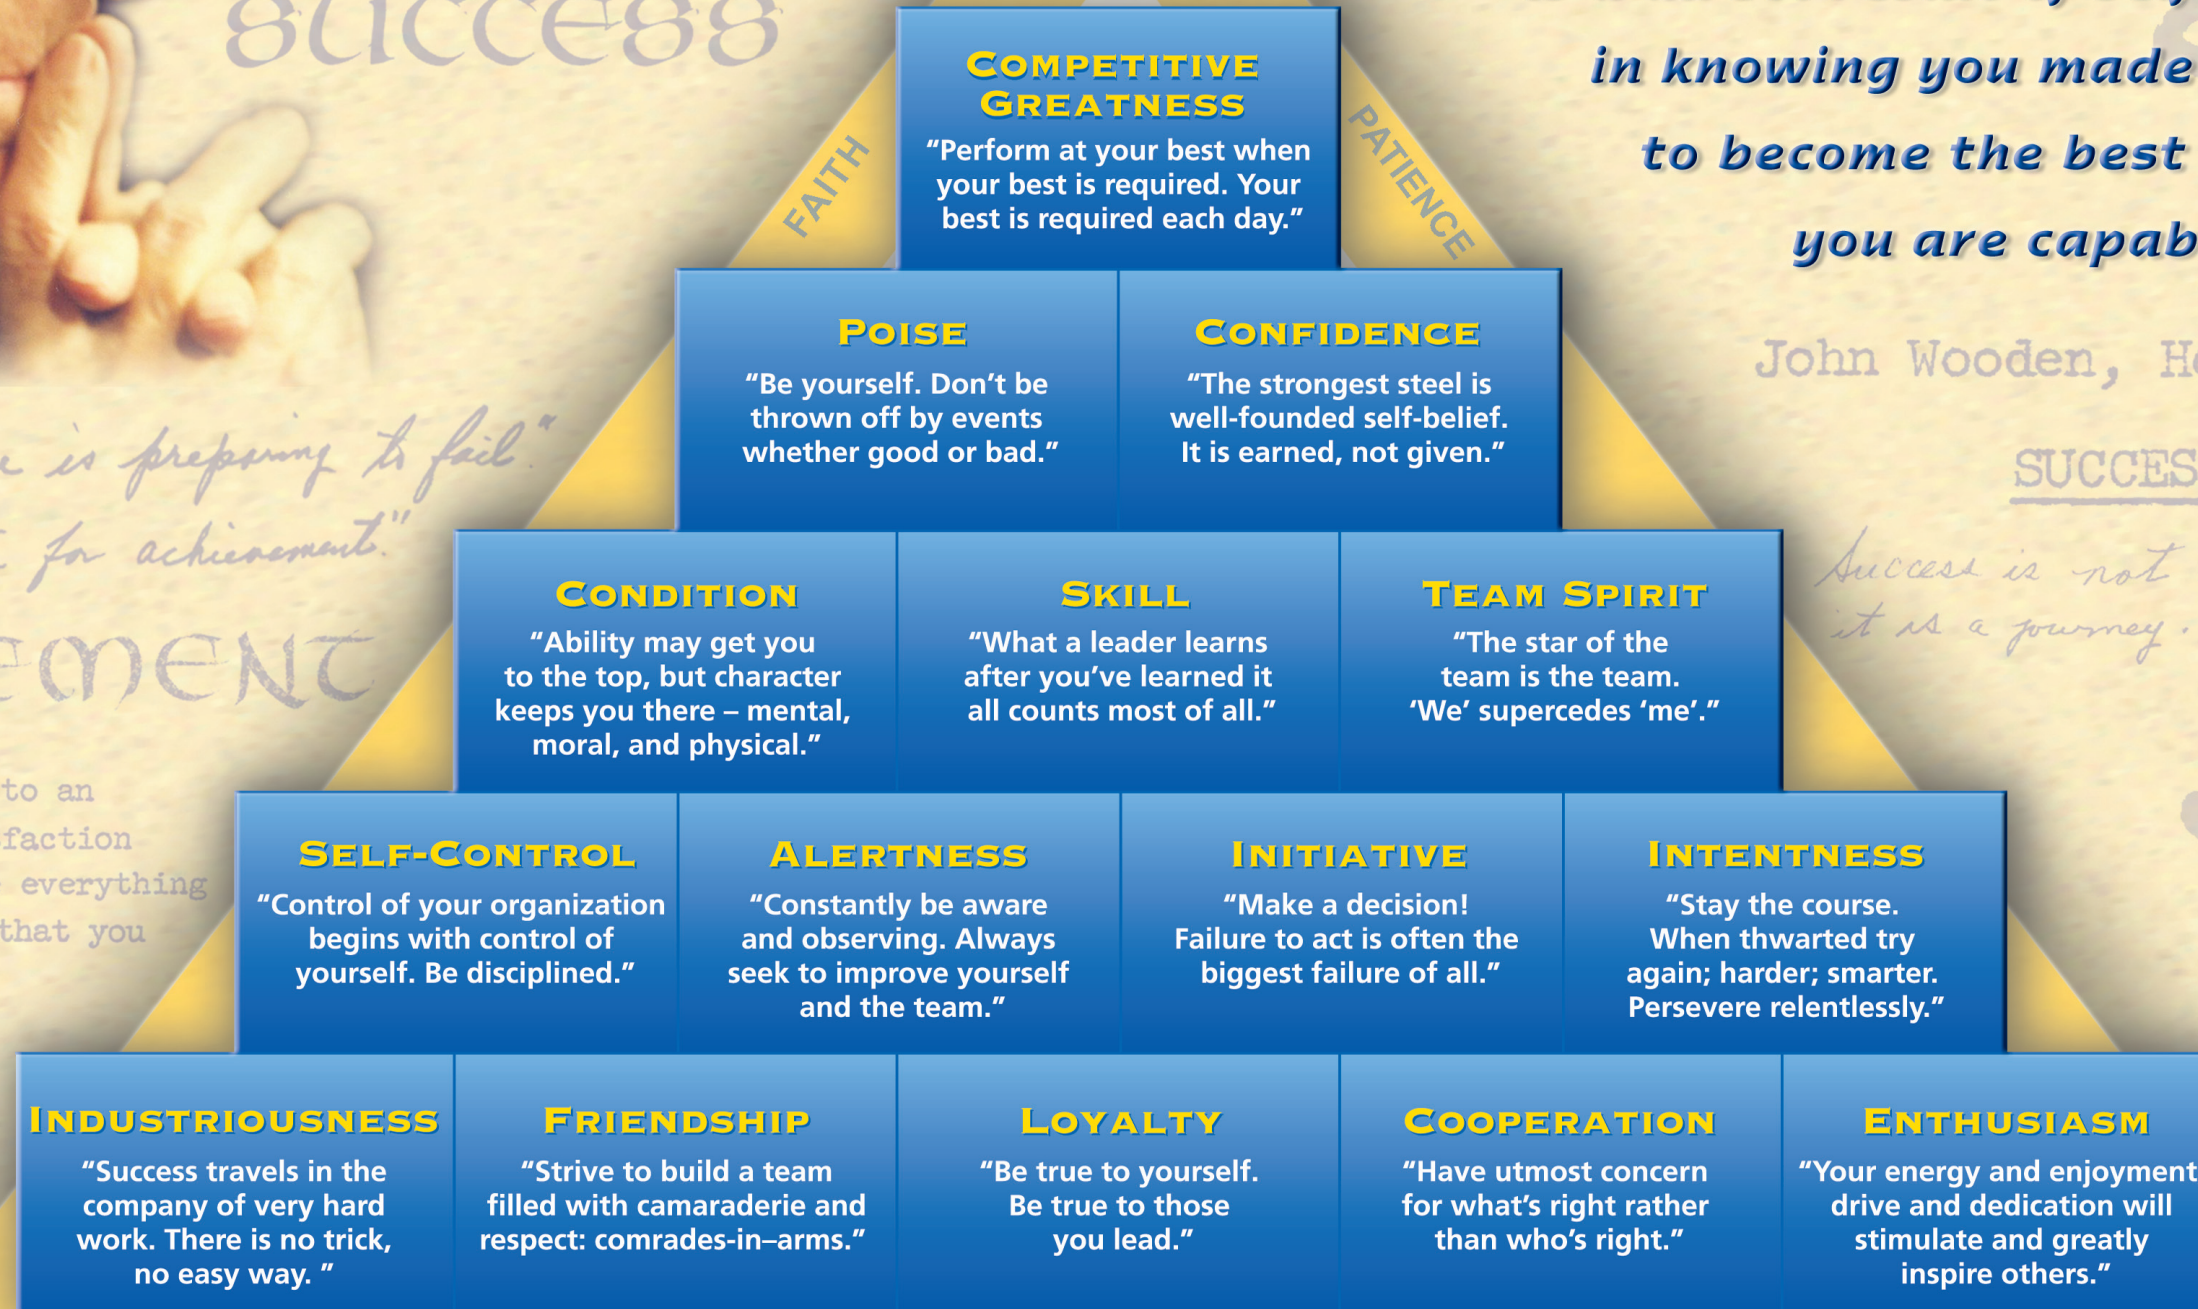 SUCCESS
in knowing you made
to become the best
you are
John Wooden,
is preparing to fail"
for achievement."
to an
faction
everything
that you
Success is not
it is a journey.
FAITH
PATIENCE
COMPETITIVE
GREATNESS
"Perform at your best when
your best is required. Your
best is required each day."
POISE
"Be yourself. Don't be
thrown off by events
whether good or bad."
CONFIDENCE
"The strongest steel is
well-founded self-belief.
It is earned, not given."
CONDITION
"Ability may get you
to the top, but character
keeps you there – mental,
moral, and physical."
SKILL
"What a leader learns
after you've learned it
all counts most of all."
TEAM SPIRIT
"The star of the
team is the team.
'We' supercedes 'me'."
SELF-CONTROL
"Control of your organization
begins with control of
yourself. Be disciplined."
ALERTNESS
"Constantly be aware
and observing. Always
seek to improve yourself
and the team."
INITIATIVE
"Make a decision!
Failure to act is often the
biggest failure of all."
INTENTNESS
"Stay the course.
When thwarted try
again; harder; smarter.
Persevere relentlessly."
INDUSTRIOUSNESS
"Success travels in the
company of very hard
work. There is no trick,
no easy way. "
FRIENDSHIP
"Strive to build a team
filled with camaraderie and
respect: comrades-in–arms."
LOYALTY
"Be true to yourself.
Be true to those
you lead."
COOPERATION
"Have utmost concern
for what's right rather
than who's right."
ENTHUSIASM
"Your energy and enjoyment
drive and dedication will
stimulate and greatly
inspire others."